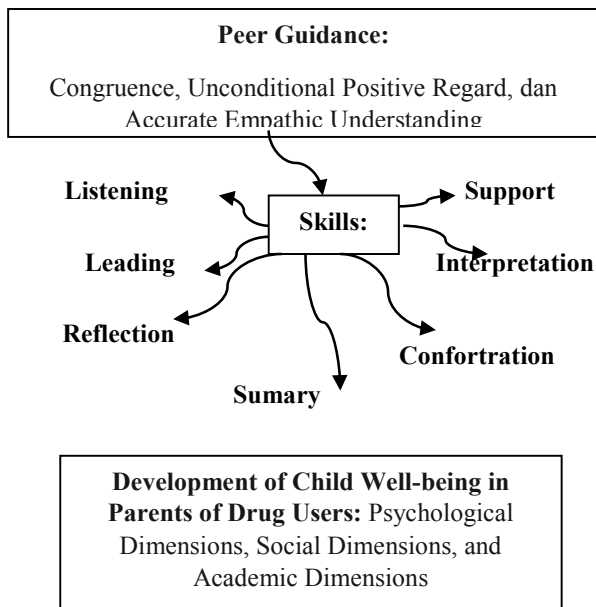 Peer Guidance:
Congruence, Unconditional Positive Regard, dan
Accurate Empathic Understanding
Listening
Support
Skills:
Leading
Interpretation
Reflection
Confortration
Sumary
Development of Child Well-being in
Parents of Drug Users: Psychological
Dimensions, Social Dimensions, and
Academic Dimensions